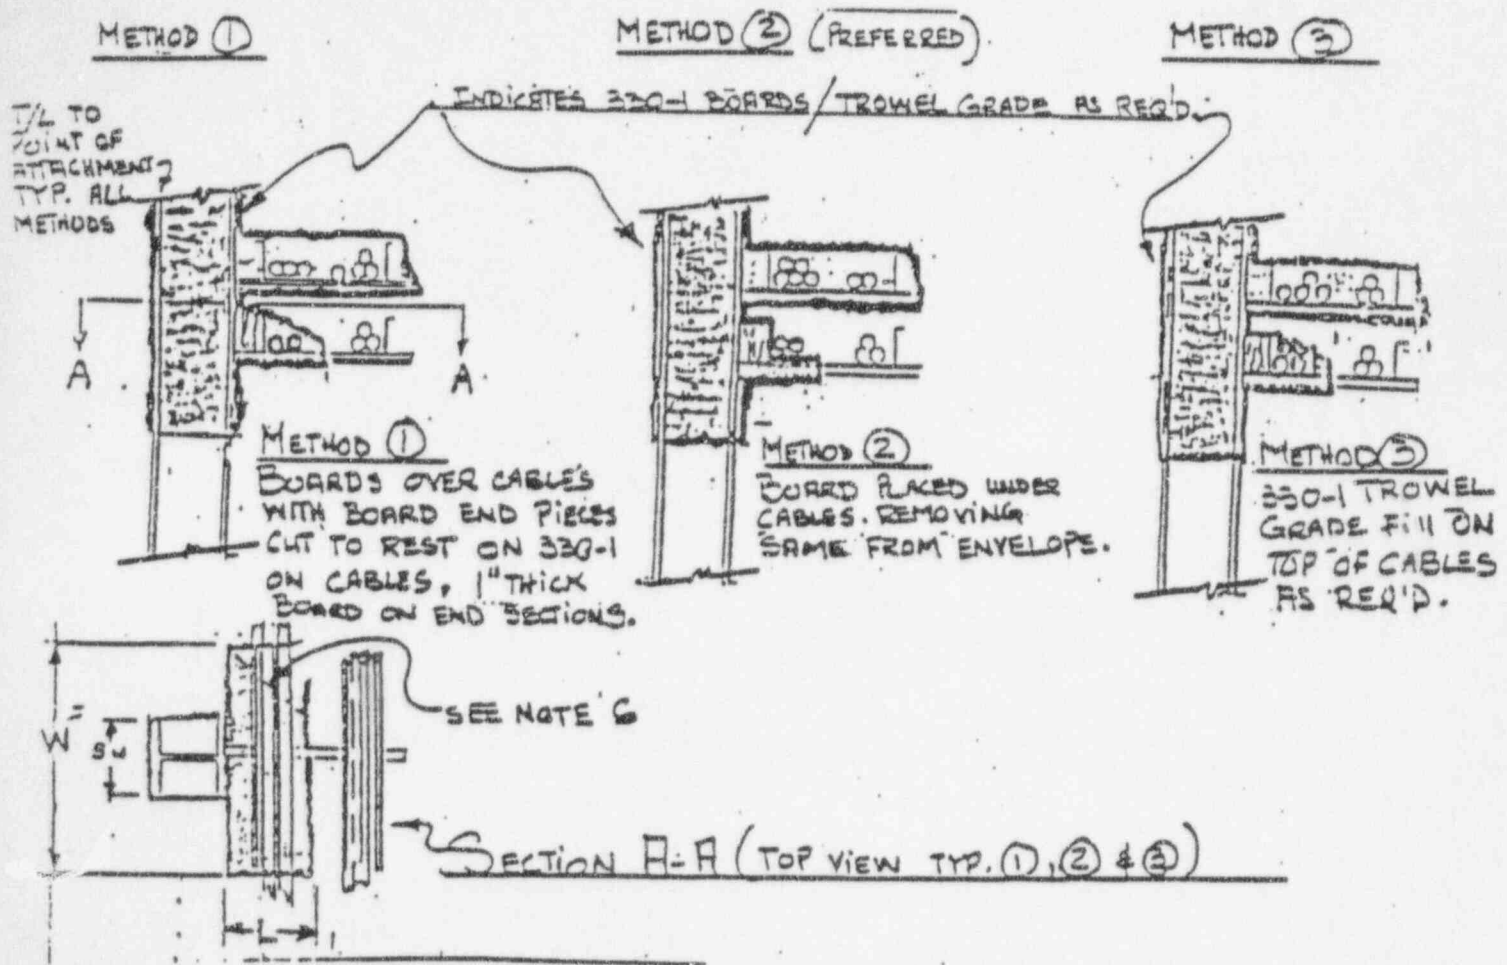 METHOD ①
METHOD ② (PREFERRED)
METHOD ③
INDICATES 330-1 BOARDS/TROWEL GRADE AS REQ'D.
T/L TO
POINT OF
ATTACHMENT
TYP. ALL
METHODS
A
A
METHOD ①
BOARDS OVER CABLES
WITH BOARD END PIECES
CUT TO REST ON 330-1
ON CABLES, 1" THICK
BOARD ON END SECTIONS.
METHOD ②
BOARD PLACED UNDER
CABLES. REMOVING
SAME FROM ENVELOPE.
METHOD ③
330-1 TROWEL
GRADE FILL ON
TOP OF CABLES
AS REQ'D.
SEE NOTE 6
W
L
SECTION A-A (TOP VIEW TYP. ①, ② & ③)